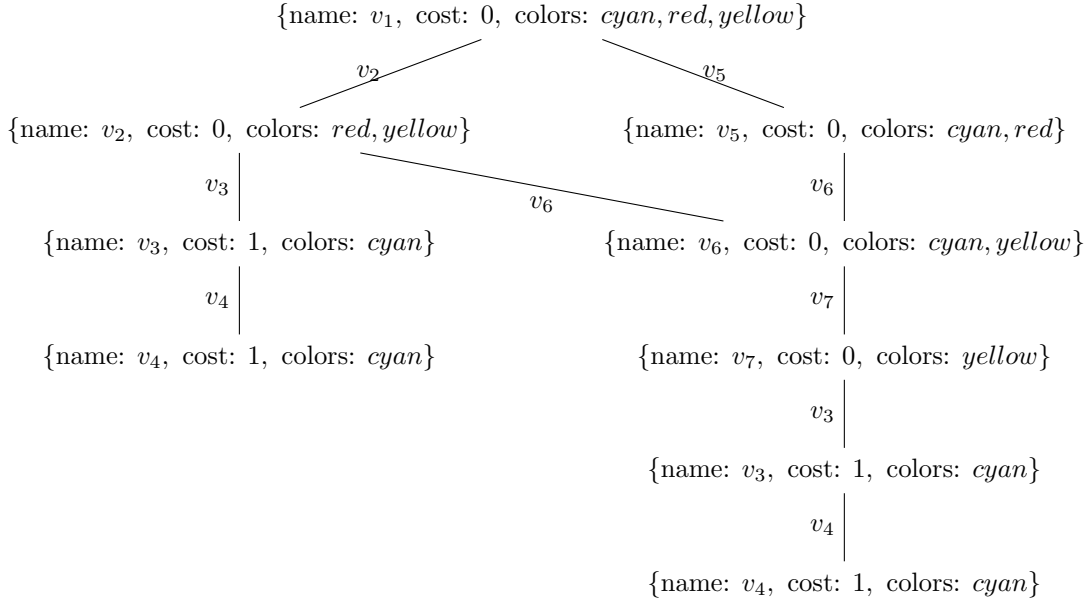 {name: v₁, cost: 0, colors: cyan, red, yellow}
v₂
v₅
{name: v₂, cost: 0, colors: red, yellow}
{name: v₅, cost: 0, colors: cyan, red}
v₃
v₆
v₆
{name: v₃, cost: 1, colors: cyan}
{name: v₆, cost: 0, colors: cyan, yellow}
v₄
v₇
{name: v₄, cost: 1, colors: cyan}
{name: v₇, cost: 0, colors: yellow}
v₃
{name: v₃, cost: 1, colors: cyan}
v₄
{name: v₄, cost: 1, colors: cyan}